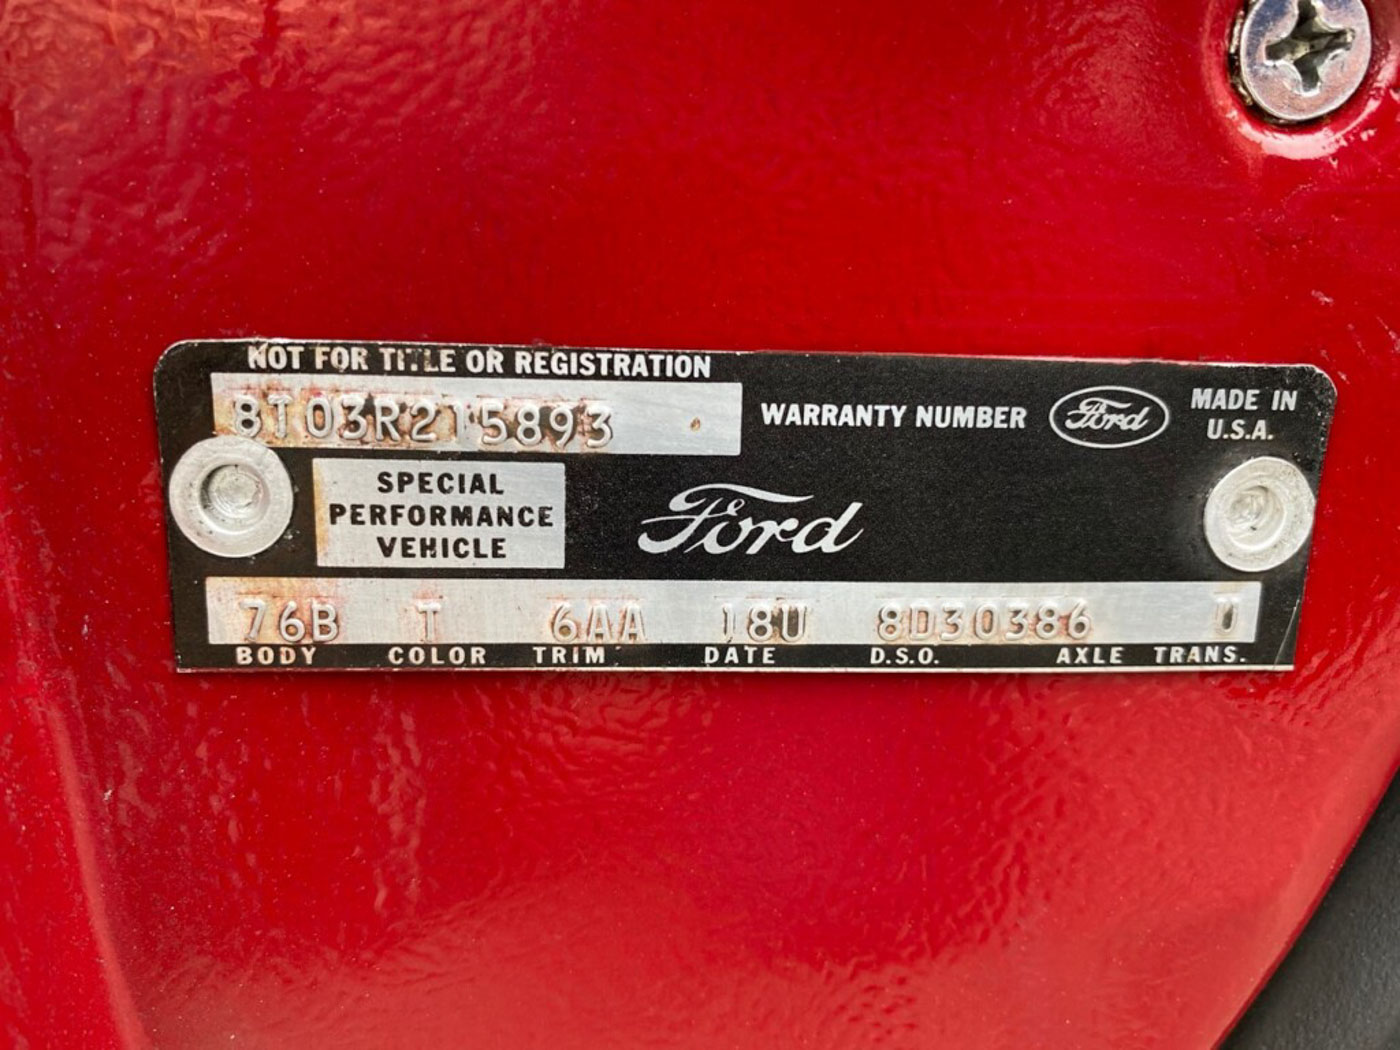 NOT FOR TITLE OR REGISTRATION
8T03R215893
WARRANTY NUMBER
Ford
MADE IN
U.S.A.
SPECIAL
PERFORMANCE
VEHICLE
Ford
76B T 6AA 18U 8D30386 U
BODY COLOR TRIM DATE D.S.O. AXLE TRANS.